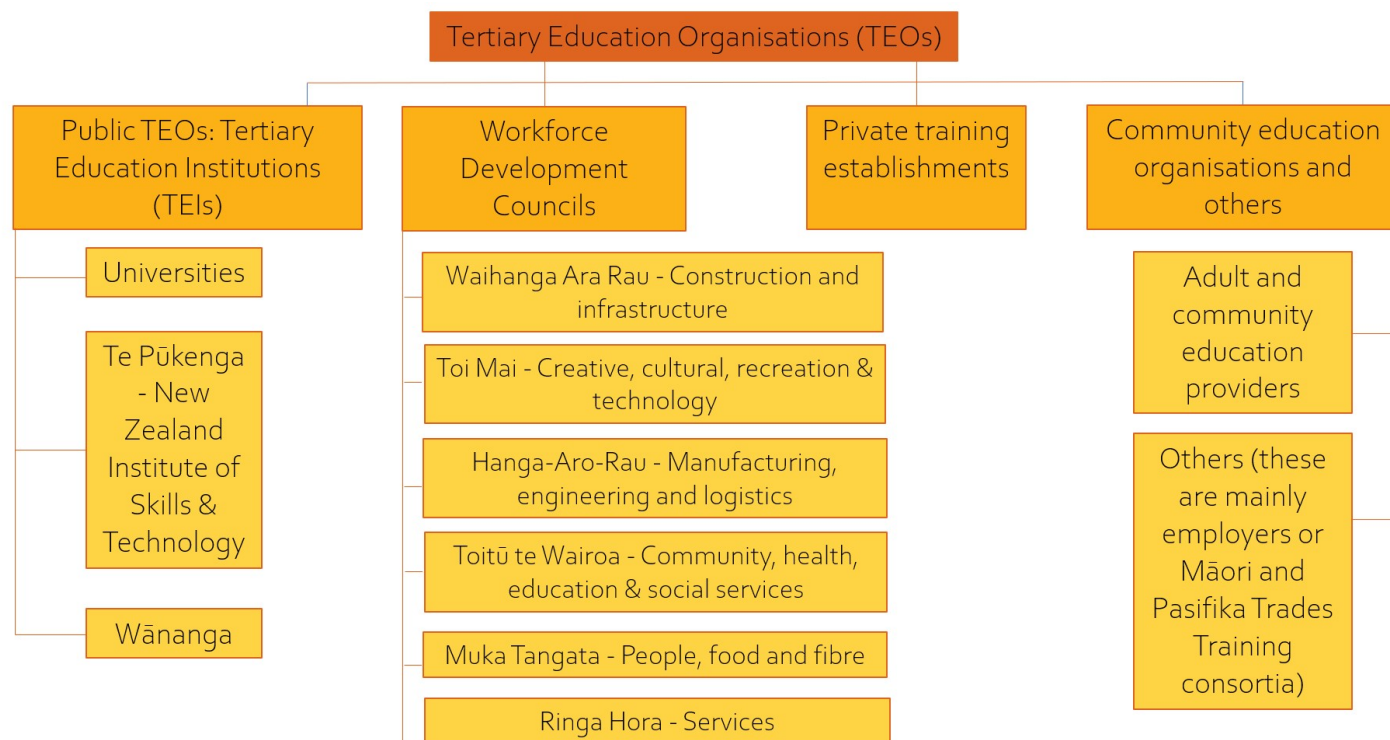 Tertiary Education Organisations (TEOs)
Public TEOs: Tertiary
Education Institutions
(TEIs)
Universities
Te Pūkenga
- New
Zealand
Institute of
Skills &
Technology
Wānanga
Workforce
Development
Councils
Waihanga Ara Rau - Construction and
infrastructure
Toi Mai - Creative, cultural, recreation &
technology
Hanga-Aro-Rau - Manufacturing,
engineering and logistics
Toitū te Wairoa - Community, health,
education & social services
Muka Tangata - People, food and fibre
Ringa Hora - Services
Private training
establishments
Community education
organisations and
others
Adult and
community
education
providers
Others (these
are mainly
employers or
Māori and
Pasifika Trades
Training
consortia)